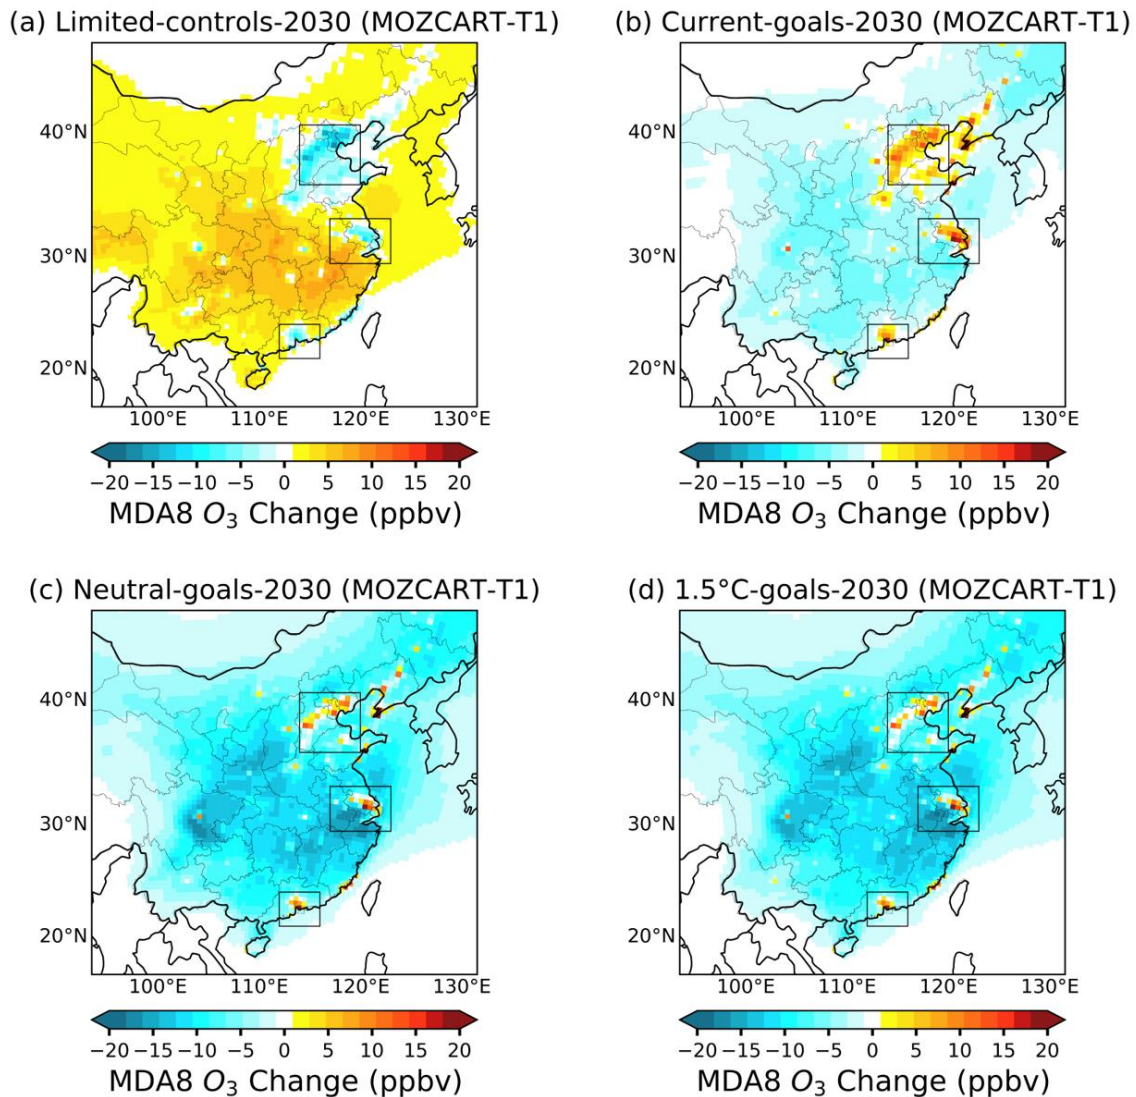 (a) Limited-controls-2030 (MOZCART-T1)
40°N
30°N
20°N
100°E 110°E 120°E 130°E
−20 −15 −10 −5 0 5 10 15 20
MDA8 O₃ Change (ppbv)
(b) Current-goals-2030 (MOZCART-T1)
40°N
30°N
20°N
100°E 110°E 120°E 130°E
−20 −15 −10 −5 0 5 10 15 20
MDA8 O₃ Change (ppbv)
(c) Neutral-goals-2030 (MOZCART-T1)
40°N
30°N
20°N
100°E 110°E 120°E 130°E
−20 −15 −10 −5 0 5 10 15 20
MDA8 O₃ Change (ppbv)
(d) 1.5°C-goals-2030 (MOZCART-T1)
40°N
30°N
20°N
100°E 110°E 120°E 130°E
−20 −15 −10 −5 0 5 10 15 20
MDA8 O₃ Change (ppbv)